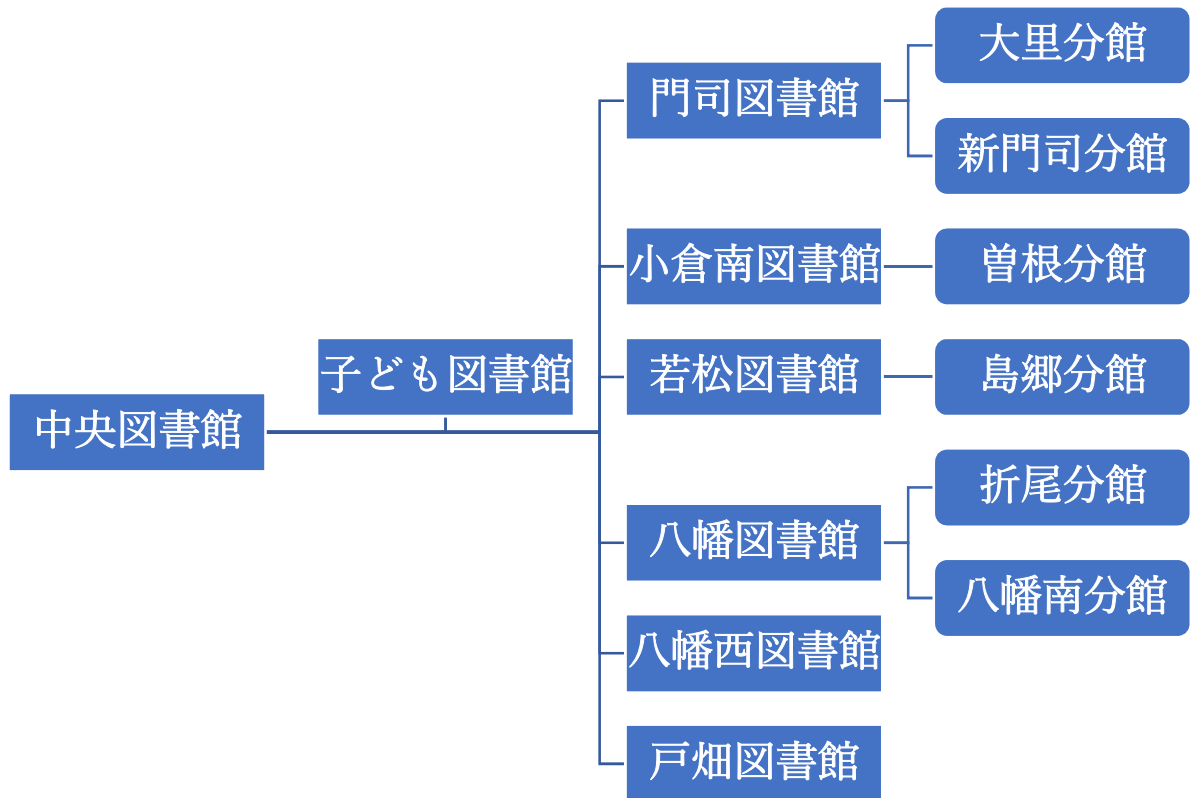 中央図書館
子ども図書館
門司図書館
大里分館
新門司分館
小倉南図書館
曽根分館
若松図書館
島郷分館
八幡図書館
折尾分館
八幡南分館
八幡西図書館
戸畑図書館